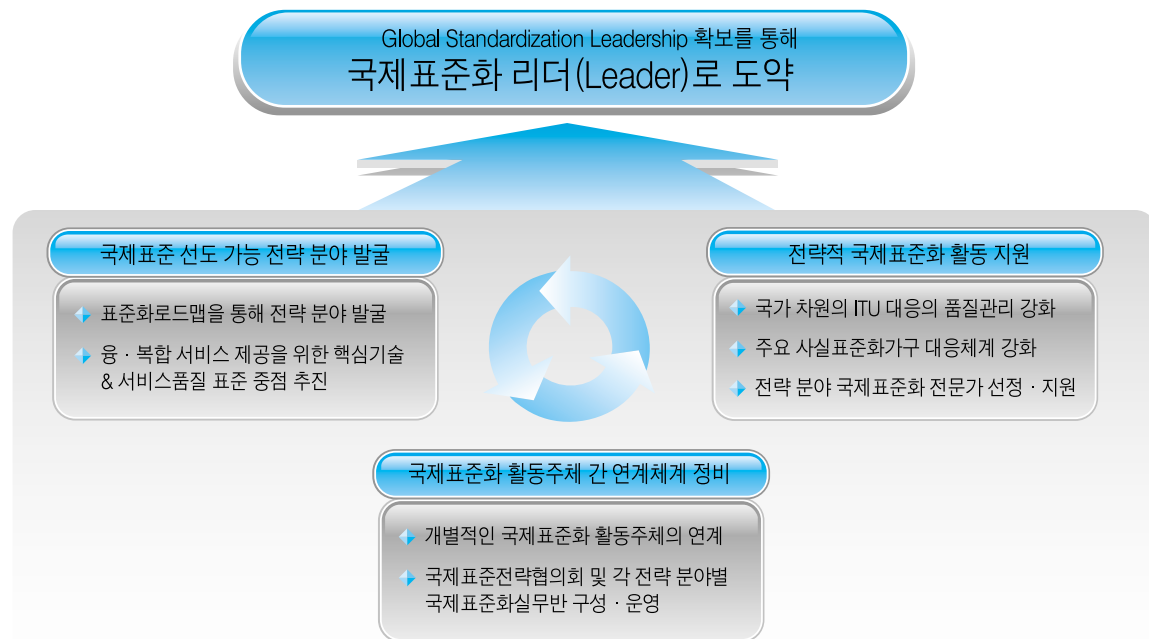 Global Standardization Leadership 확보를 통해
국제표준화 리더(Leader)로 도약
국제표준 선도 가능 전략 분야 발굴
표준화로드맵을 통해 전략 분야 발굴
융·복합 서비스 제공을 위한 핵심기술
& 서비스품질 표준 중점 추진
전략적 국제표준화 활동 지원
국가 차원의 ITU 대응의 품질관리 강화
주요 사실표준화가구 대응체계 강화
전략 분야 국제표준화 전문가 선정·지원
국제표준화 활동주체 간 연계체계 정비
개별적인 국제표준화 활동주체의 연계
국제표준전략협의회 및 각 전략 분야별
국제표준화실무반 구성·운영